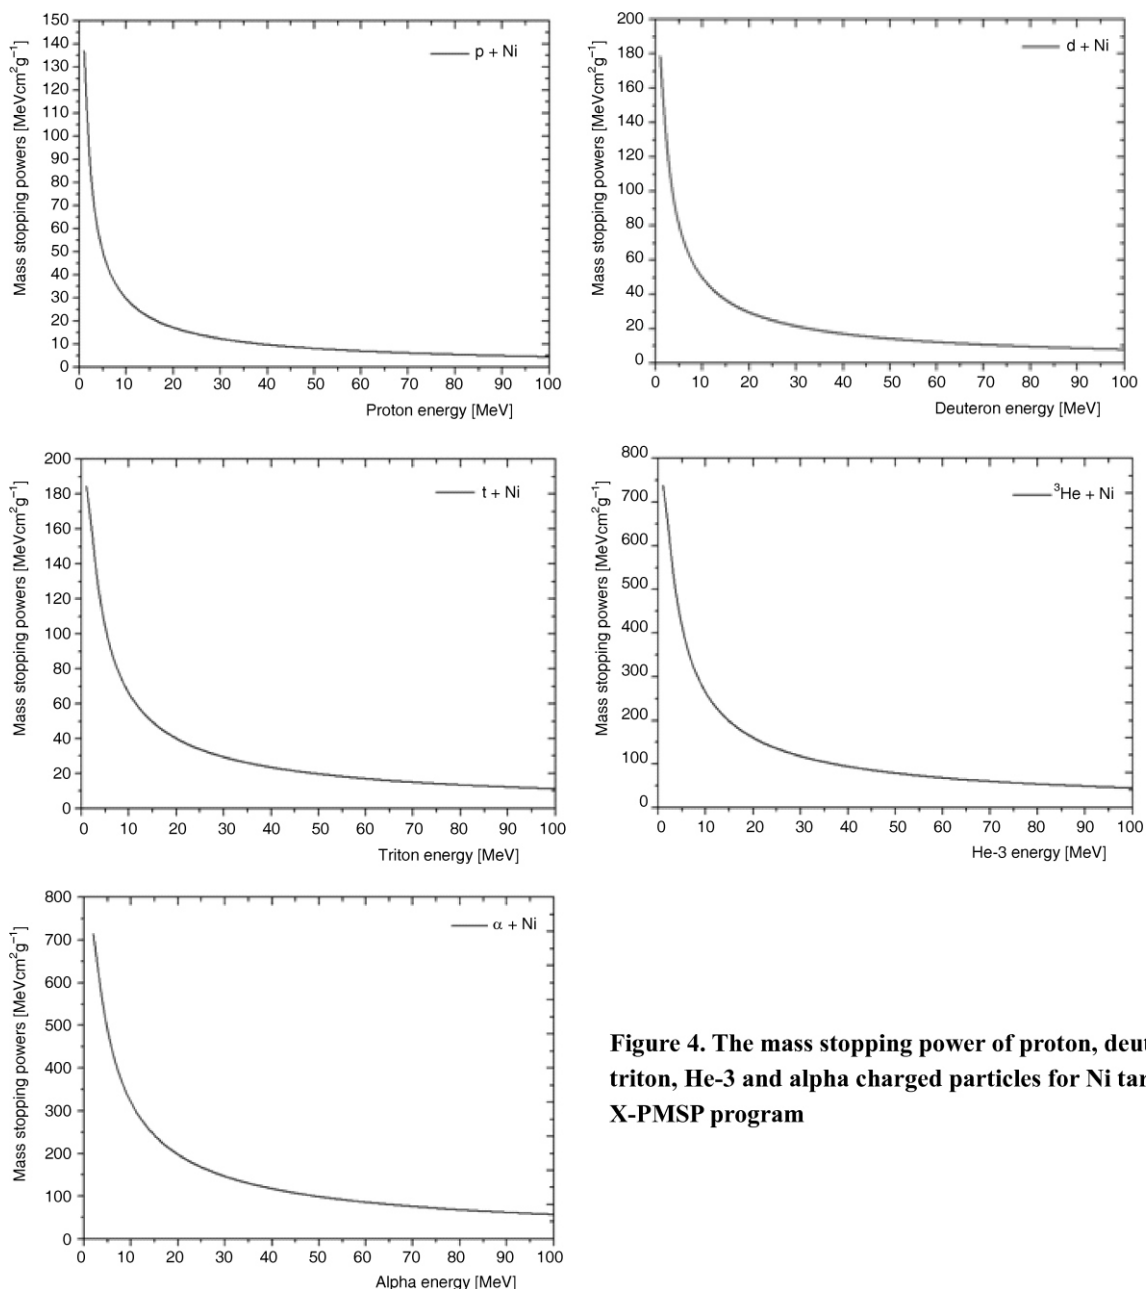 Mass stopping powers [MeVcm²g⁻¹]
150
140
130
120
110
100
90
80
70
60
50
40
30
20
10
0
p + Ni
0 10 20 30 40 50 60 70 80 90 100
Proton energy [MeV]
Mass stopping powers [MeVcm²g⁻¹]
200
180
160
140
120
100
80
60
40
20
0
d + Ni
0 10 20 30 40 50 60 70 80 90 100
Deuteron energy [MeV]
Mass stopping powers [MeVcm²g⁻¹]
200
180
160
140
120
100
80
60
40
20
0
t + Ni
0 10 20 30 40 50 60 70 80 90 100
Triton energy [MeV]
Mass stopping powers [MeVcm²g⁻¹]
800
700
600
500
400
300
200
100
0
³He + Ni
0 10 20 30 40 50 60 70 80 90 100
He-3 energy [MeV]
Mass stopping powers [MeVcm²g⁻¹]
800
700
600
500
400
300
200
100
0
α + Ni
0 10 20 30 40 50 60 70 80 90 100
Alpha energy [MeV]
Figure 4. The mass stopping power of proton,
triton, He-3 and alpha charged particles for Ni
X-PMSP program